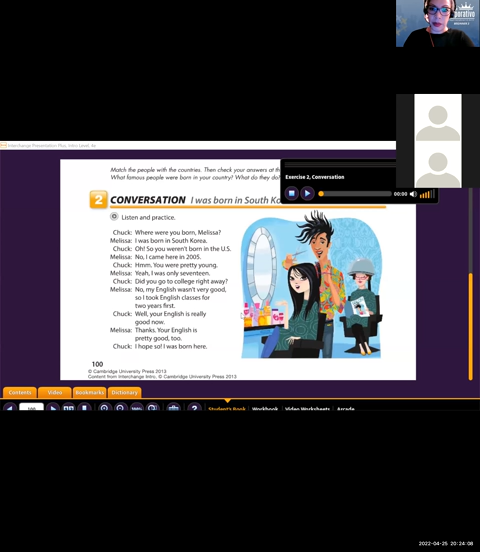 porativo
Interchange Presentation Plus: Intro Level, 4e
Match the people with the countries. Then check your answers at th
What famous people were born in your country? What do they do
Exercise 2, Conversation
00:00
2 CONVERSATION I was born in South Ko
Listen and practice.
Chuck: Where were you born, Melissa?
Melissa: I was born in South Korea.
Chuck: Oh! So you weren't born in the U.S.
Melissa: No, I came here in 2005.
Chuck: Hmm. You were pretty young.
Melissa: Yeah, I was only seventeen.
Chuck: Did you go to college right away?
Melissa: No, my English wasn't very good,
so I took English classes for
two years first.
Chuck: Well, your English is really
good now.
Melissa: Thanks. Your English is
pretty good, too.
Chuck: I hope so! I was born here.
100
© Cambridge University Press 2013
Content from Interchange Intro, © Cambridge University Press 2013
Contents Video Bookmarks Dictionary
100 ? Student's Book Workbook Video Worksheets Arcade
2022-04-25 20:24:08